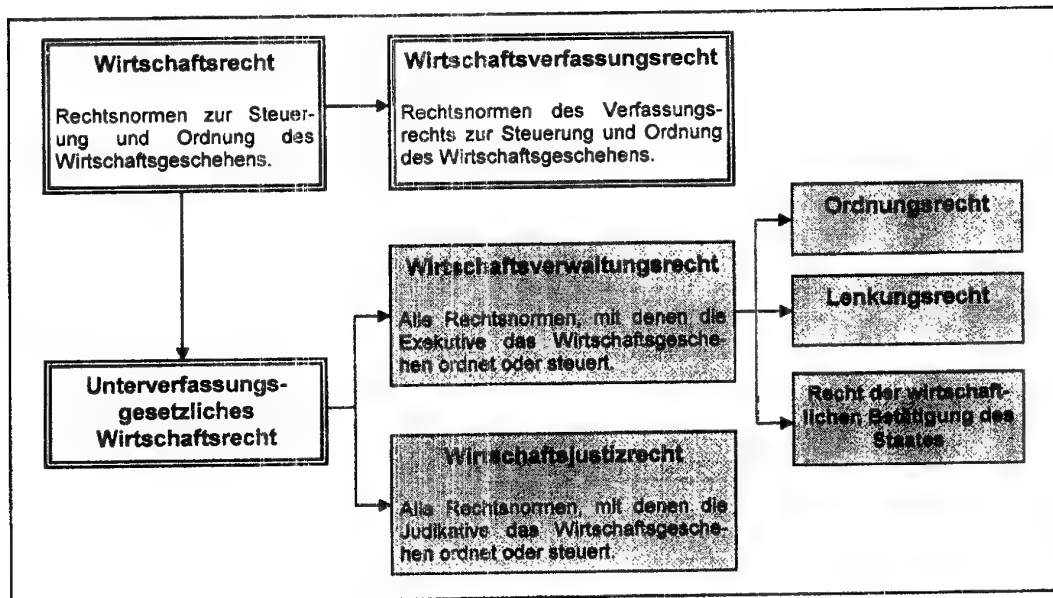 Wirtschaftsrecht
Rechtsnormen zur Steuer-
ung und Ordnung des
Wirtschaftsgeschehens.
Wirtschaftsverfassungsrecht
Rechtsnormen des Verfassungs-
rechts zur Steuerung und Ordnung
des Wirtschaftsgeschehens.
Unterverfassungs-
gesetzliches
Wirtschaftsrecht
Wirtschaftsverwaltungsrecht
Alle Rechtsnormen, mit denen die
Exekutive das Wirtschaftsgesche-
hen ordnet oder steuert.
Wirtschaftsjustizrecht
Alle Rechtsnormen, mit denen die
Judikative das Wirtschaftsgesche-
hen ordnet oder steuert.
Ordnungsrecht
Lenkungsrecht
Recht der wirtschaft-
lichen Betätigung des
Staates